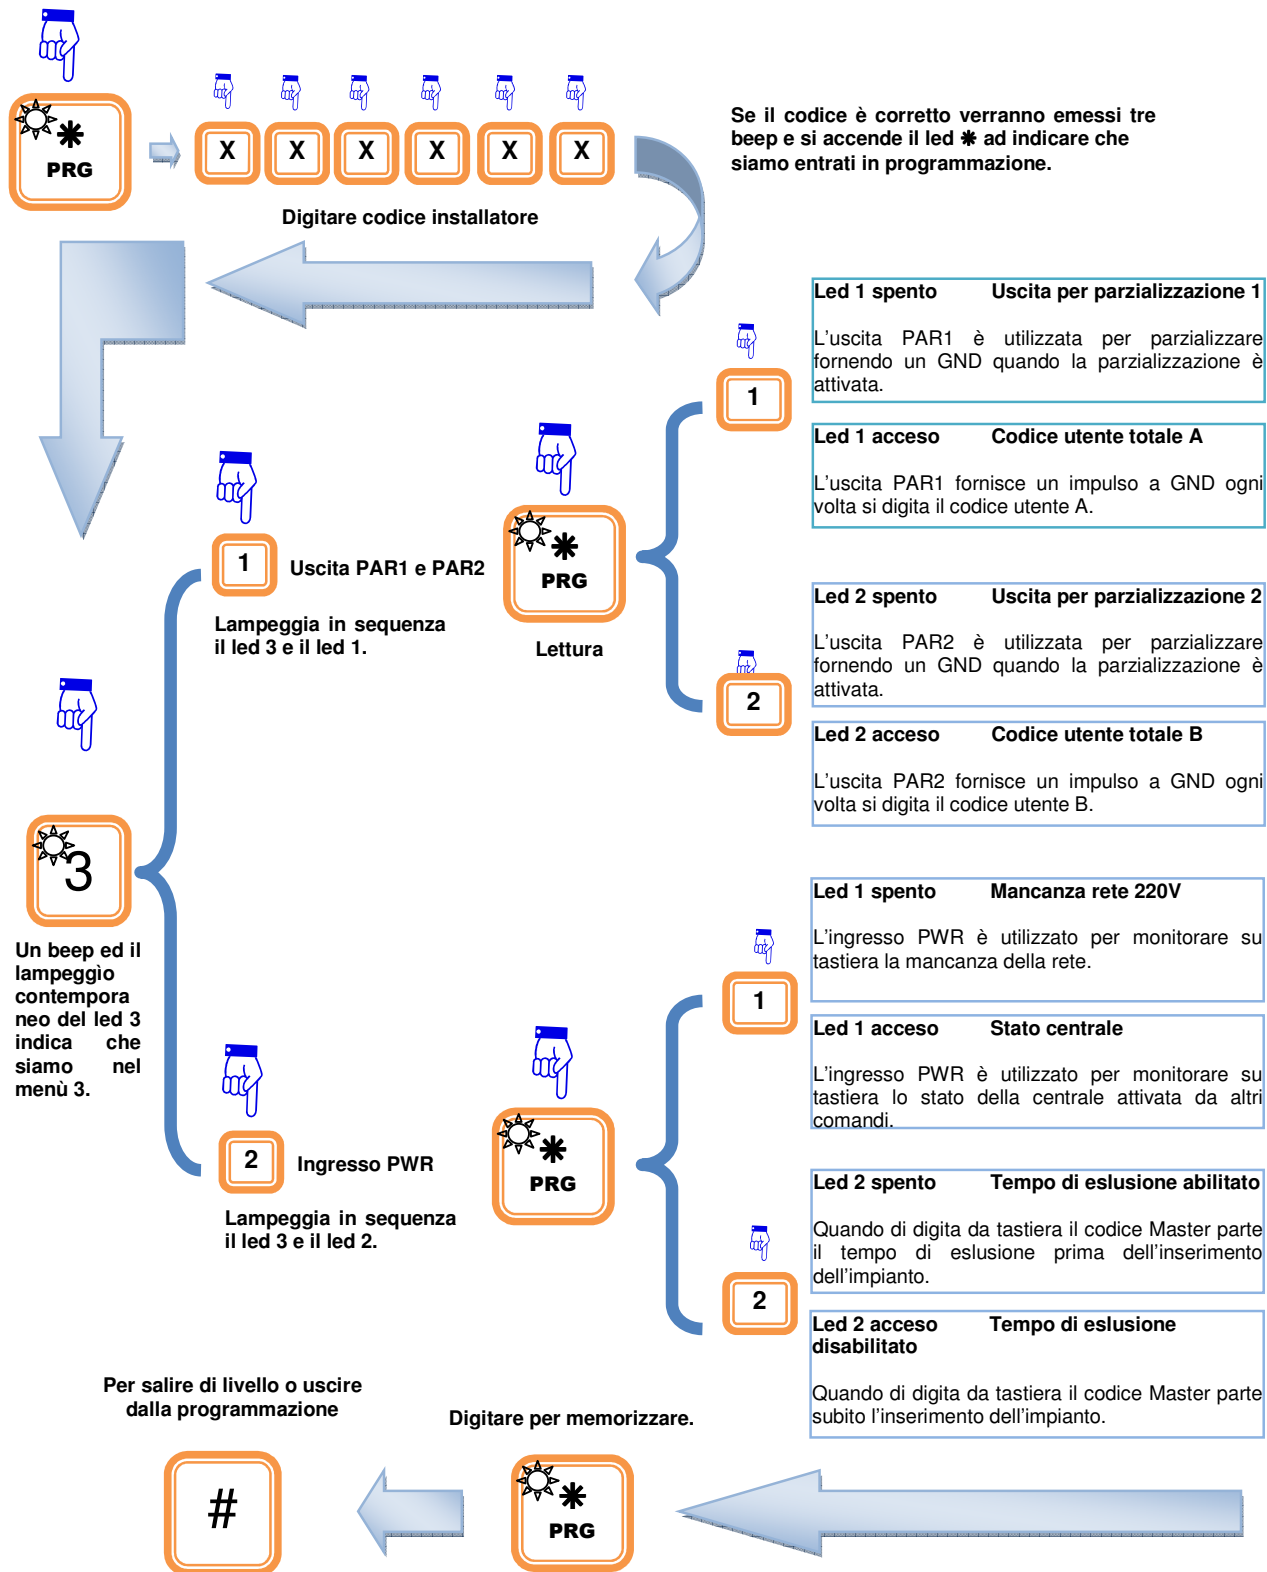 ✱
PRG
X X X X X X
Digitare codice installatore
Se il codice è corretto verranno emessi tre
beep e si accende il led ✱ ad indicare che
siamo entrati in programmazione.
3
Un beep ed il
lampeggìo
contempora
neo del led 3
indica che
siamo nel
menù 3.
1 Uscita PAR1 e PAR2
Lampeggia in sequenza
il led 3 e il led 1.
✱
PRG
Lettura
1
Led 1 spento Uscita per parzializzazione 1
L'uscita PAR1 è utilizzata per parzializzare
fornendo un GND quando la parzializzazione è
attivata.
Led 1 acceso Codice utente totale A
L'uscita PAR1 fornisce un impulso a GND ogni
volta si digita il codice utente A.
2
Led 2 spento Uscita per parzializzazione 2
L'uscita PAR2 è utilizzata per parzializzare
fornendo un GND quando la parzializzazione è
attivata.
Led 2 acceso Codice utente totale B
L'uscita PAR2 fornisce un impulso a GND ogni
volta si digita il codice utente B.
2 Ingresso PWR
Lampeggia in sequenza
il led 3 e il led 2.
✱
PRG
1
Led 1 spento Mancanza rete 220V
L'ingresso PWR è utilizzato per monitorare su
tastiera la mancanza della rete.
Led 1 acceso Stato centrale
L'ingresso PWR è utilizzato per monitorare su
tastiera lo stato della centrale attivata da altri
comandi.
2
Led 2 spento Tempo di eslusione abilitato
Quando di digita da tastiera il codice Master parte
il tempo di eslusione prima dell'inserimento
dell'impianto.
Led 2 acceso Tempo di eslusione
disabilitato
Quando di digita da tastiera il codice Master parte
subito l'inserimento dell'impianto.
Digitare per memorizzare.
✱
PRG
Per salire di livello o uscire
dalla programmazione
#